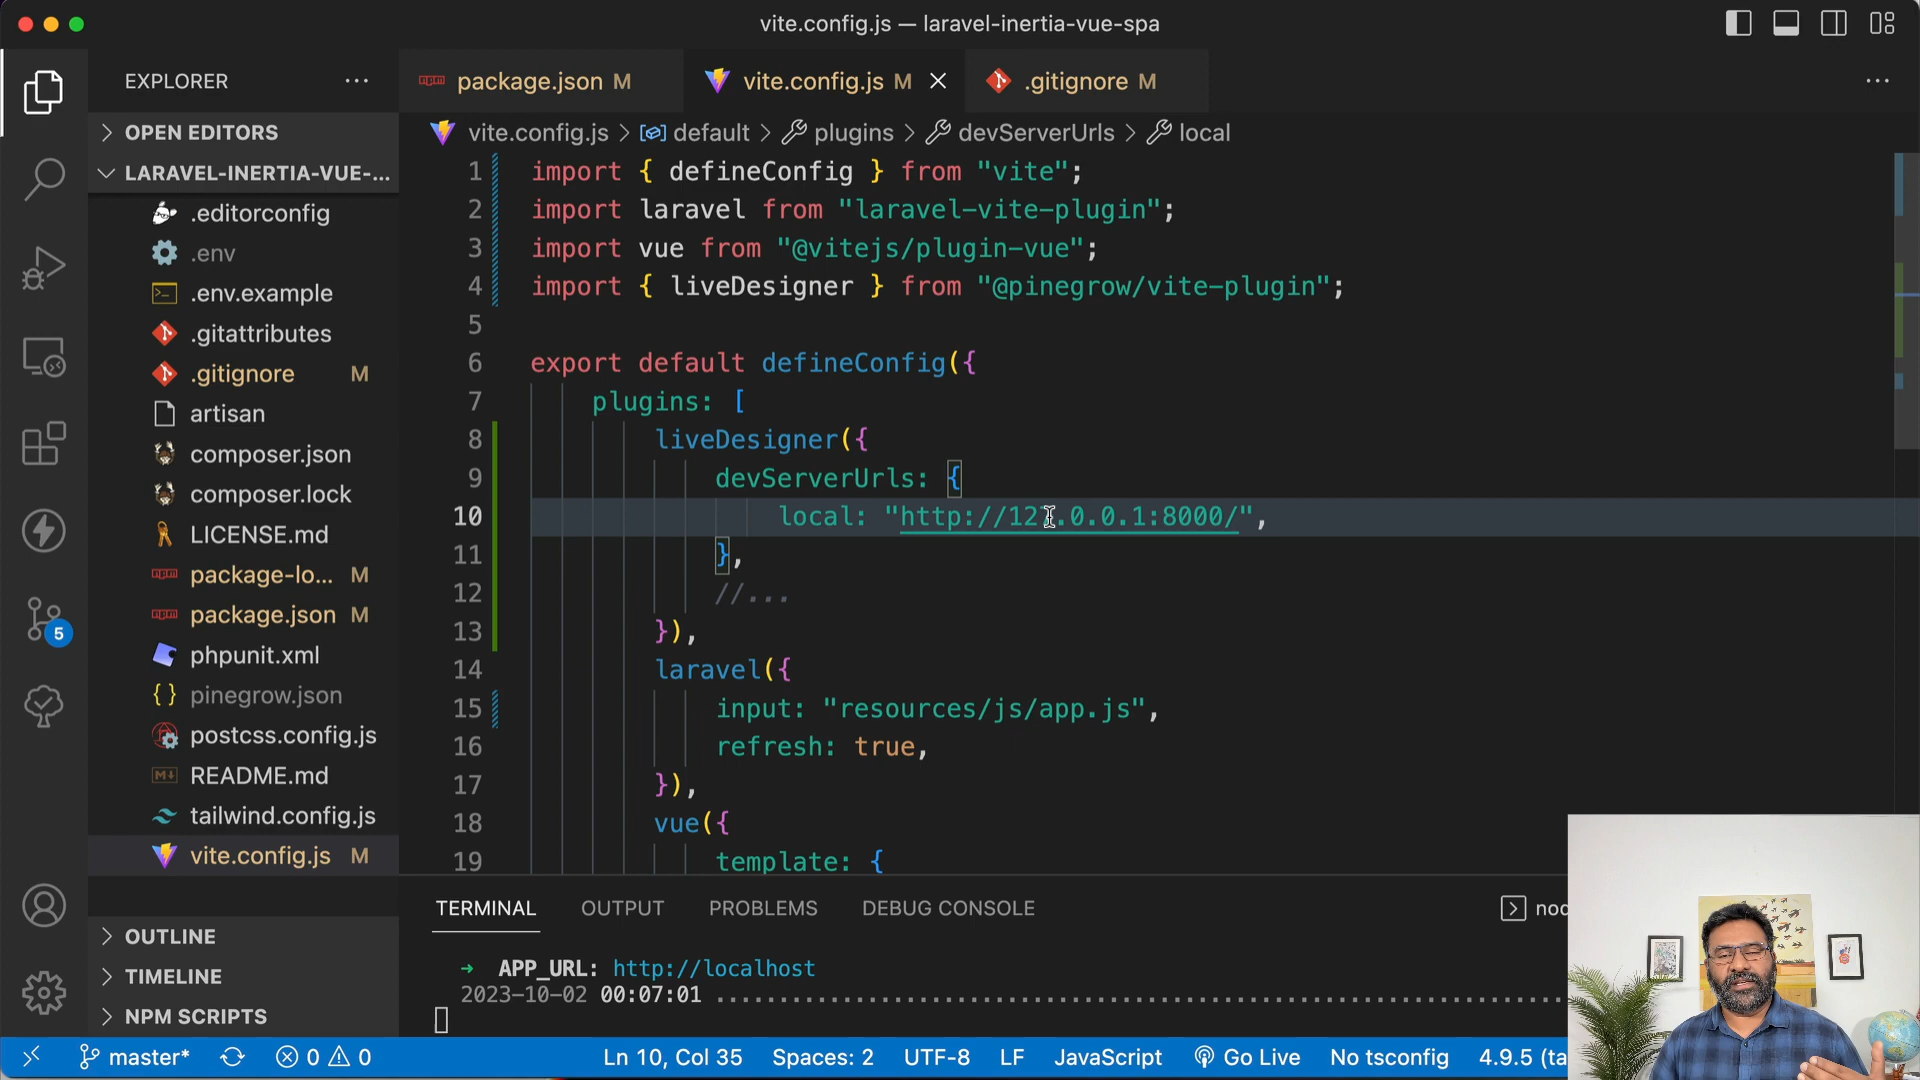 vite.config.js — laravel-inertia-vue-spa
EXPLORER
package.json M
vite.config.js M
.gitignore M
OPEN EDITORS
LARAVEL-INERTIA-VUE-...
.editorconfig
.env
.env.example
.gitattributes
.gitignore M
artisan
composer.json
composer.lock
LICENSE.md
package-lo... M
package.json M
phpunit.xml
pinegrow.json
postcss.config.js
README.md
tailwind.config.js
vite.config.js M
OUTLINE
TIMELINE
NPM SCRIPTS
5
vite.config.js > default > plugins > devServerUrls > local
1 import { defineConfig } from "vite";
2 import laravel from "laravel-vite-plugin";
3 import vue from "@vitejs/plugin-vue";
4 import { liveDesigner } from "@pinegrow/vite-plugin";
5
6 export default defineConfig({
7 plugins: [
8 liveDesigner({
9 devServerUrls: {
10 local: "http://127.0.0.1:8000/",
11 },
12 //...
13 }),
14 laravel({
15 input: "resources/js/app.js",
16 refresh: true,
17 }),
18 vue({
19 template: {
TERMINAL OUTPUT PROBLEMS DEBUG CONSOLE
nod
➜ APP_URL: http://localhost
2023-10-02 00:07:01 ........................................................
master* 0 0 Ln 10, Col 35 Spaces: 2 UTF-8 LF JavaScript Go Live No tsconfig 4.9.5 (ta